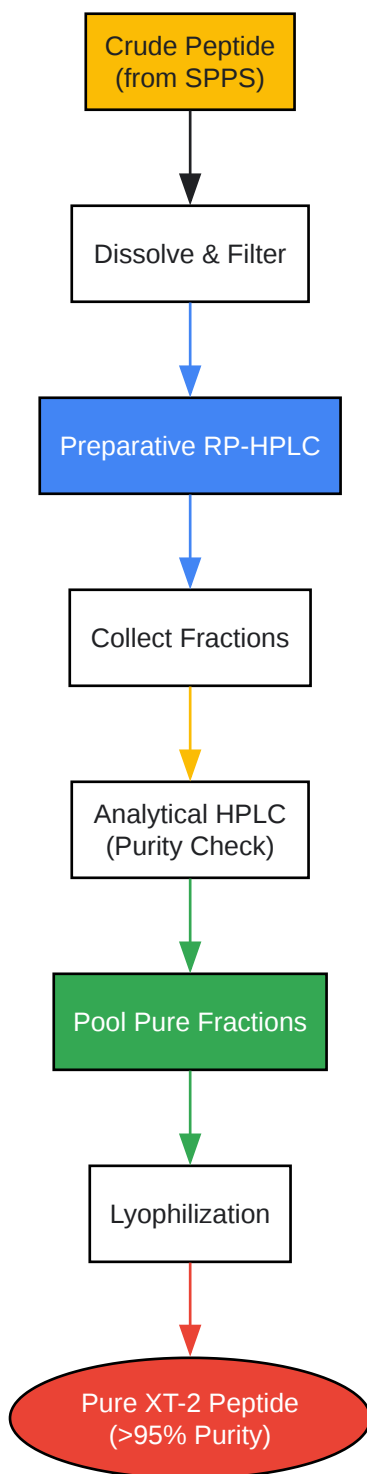 Crude Peptide
(from SPPS)
Dissolve & Filter
Preparative RP-HPLC
Collect Fractions
Analytical HPLC
(Purity Check)
Pool Pure Fractions
Lyophilization
Pure XT-2 Peptide
(>95% Purity)